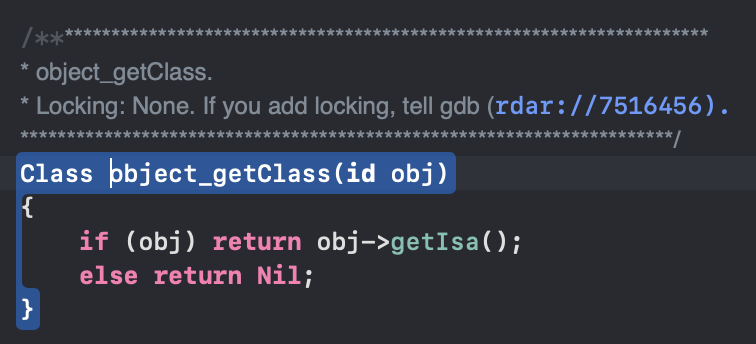 /************************************************************************
* object_getClass.
* Locking: None. If you add locking, tell gdb (rdar://7516456).
************************************************************************/
Class object_getClass(id obj)
{
    if (obj) return obj->getIsa();
    else return Nil;
}